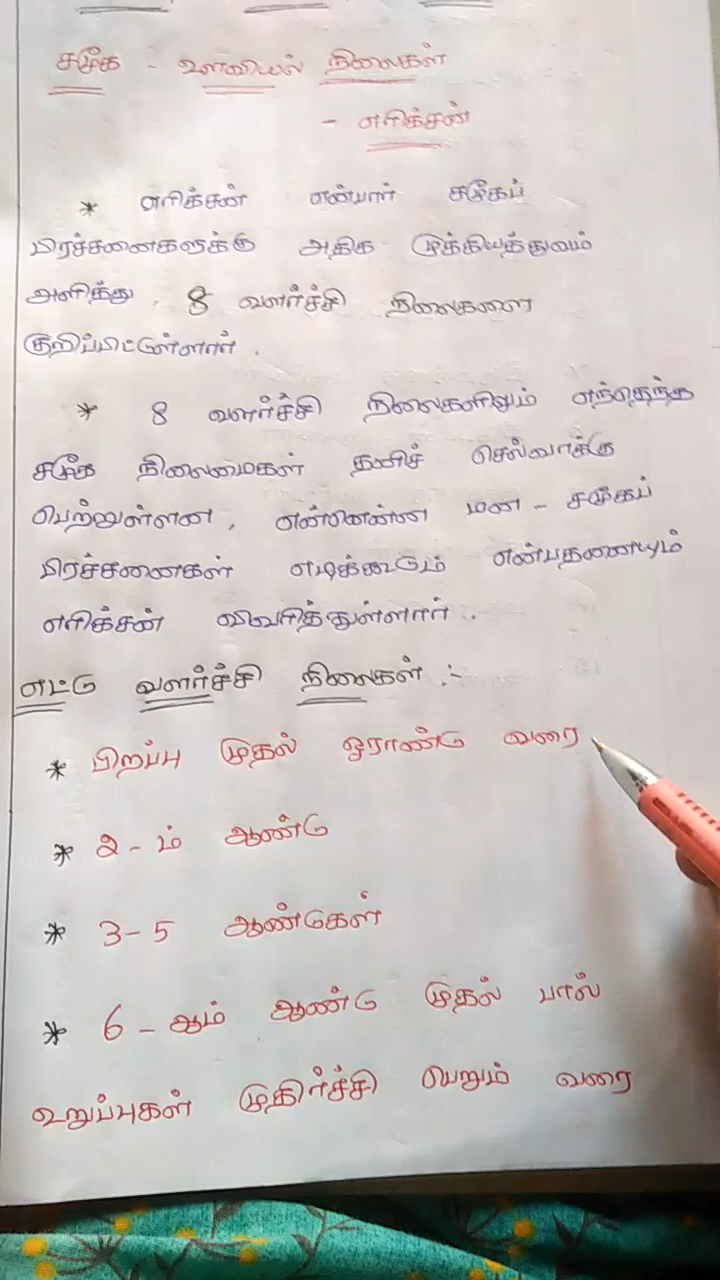 சமூக - உளவியல் நிலைகள்
- எரிக்சன்
* எரிக்சன் என்பார் சமூகப்
பிரச்சனைகளுக்கு அதிக முக்கியத்துவம்
அளித்து, 8 வளர்ச்சி நிலைகளை
குறிப்பிட்டுள்ளார்.
* 8 வளர்ச்சி நிலைகளிலும் எந்தெந்த
சமூக நிலைமைகள் தனிச் செல்வாக்கு
பெற்றுள்ளன, என்னென்ன மன - சமூகப்
பிரச்சனைகள் எழக்கூடும் என்பதனையும்
எரிக்சன் விவரித்துள்ளார்.
எட்டு வளர்ச்சி நிலைகள் :-
* பிறப்பு முதல் ஓராண்டு வரை
* 2 - ம் ஆண்டு
* 3-5 ஆண்டுகள்
* 6 - ஆம் ஆண்டு முதல் பால்
உறுப்புகள் முதிர்ச்சி பெறும் வரை